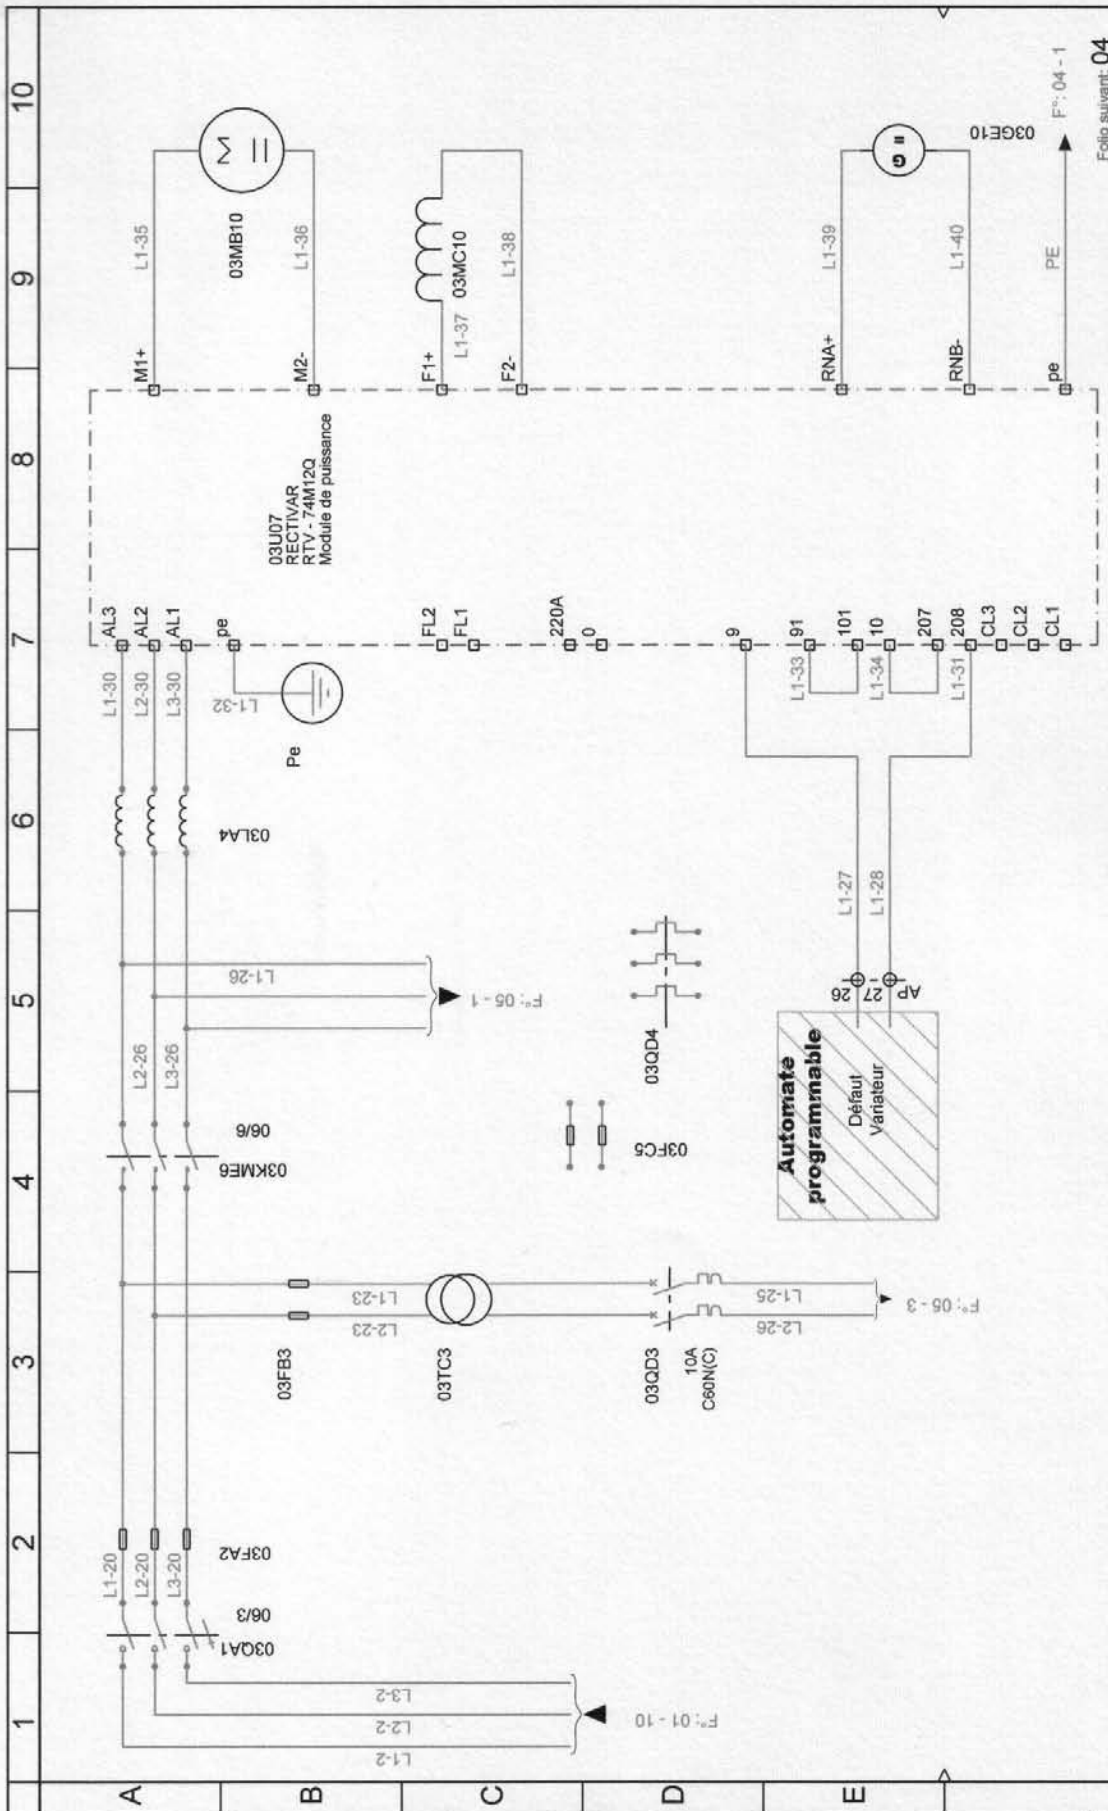 1
2
3
4
5
6
7
8
9
10
A
B
C
D
E
L1-2
L2-2
L3-2
F°: 01 - 10
03QA1
06/3
L1-20
L2-20
L3-20
03FA2
03FB3
L1-23
L2-23
03TC3
03QD3
10A
C60N(C)
L1-25
L2-26
F°: 05 - 3
03KME6
06/6
L2-26
L3-26
L1-26
F°: 05 - 1
03FC5
03QD4
Automate
programmable
Défaut
Variateur
26
27
AP
L1-27
L1-28
03LA4
L1-30
L2-30
L3-30
L1-32
Pe
AL3
AL2
AL1
pe
FL2
FL1
220A
0
9
91
101
10
207
208
CL3
CL2
CL1
L1-33
L1-34
L1-31
03U07
RECTIVAR
RTV - 74M12Q
Module de puissance
M1+
M2-
F1+
F2-
RNA+
RNB-
pe
L1-35
L1-36
03MB10
M
L1-37
L1-38
03MC10
L1-39
L1-40
G
03GE10
PE
F°: 04 - 1
Folio suivant: 04